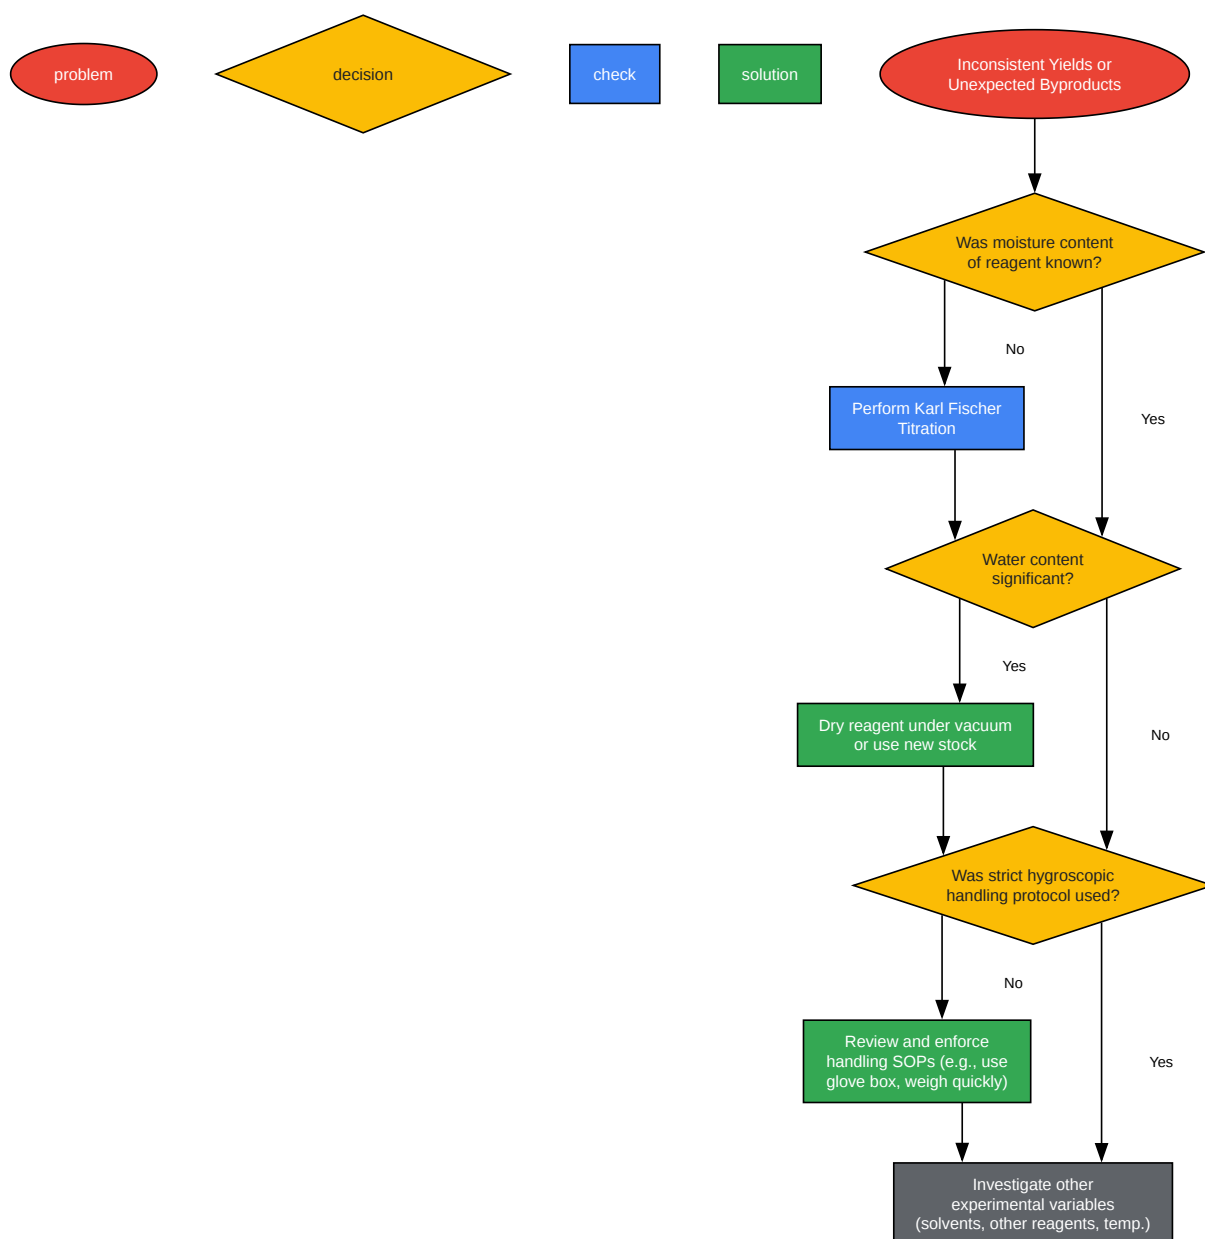 problem
decision
check
solution
Inconsistent Yields or
Unexpected Byproducts
Was moisture content
of reagent known?
No
Perform Karl Fischer
Titration
Yes
Water content
significant?
Yes
Dry reagent under vacuum
or use new stock
No
Was strict hygroscopic
handling protocol used?
No
Review and enforce
handling SOPs (e.g., use
glove box, weigh quickly)
Yes
Investigate other
experimental variables
(solvents, other reagents, temp.)